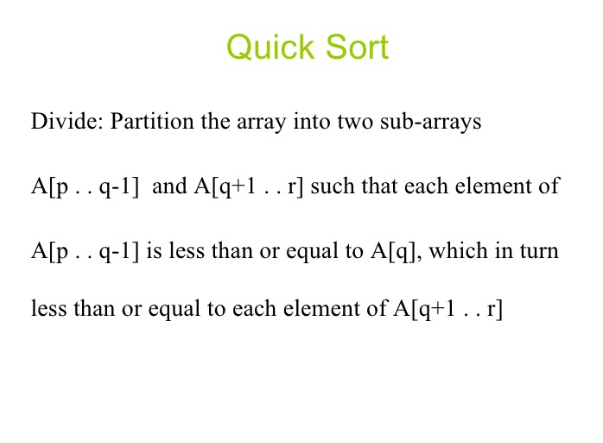 Quick Sort
Divide: Partition the array into two sub-arrays
A[p . . q-1]  and A[q+1 . . r] such that each element of
A[p . . q-1] is less than or equal to A[q], which in turn
less than or equal to each element of A[q+1 . . r]